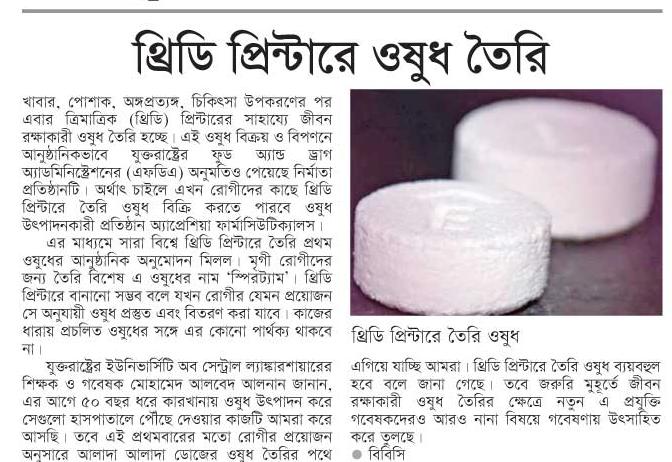 থ্রিডি প্রিন্টারে ওষুধ তৈরি
খাবার, পোশাক, অঙ্গপ্রত্যঙ্গ, চিকিৎসা উপকরণের পর
এবার ত্রিমাত্রিক (থ্রিডি) প্রিন্টারের সাহায্যে জীবন
রক্ষাকারী ওষুধ তৈরি হচ্ছে। এই ওষুধ বিক্রয় ও বিপণনে
আনুষ্ঠানিকভাবে যুক্তরাষ্ট্রের ফুড অ্যান্ড ড্রাগ
অ্যাডমিনিস্ট্রেশনের (এফডিএ) অনুমতিও পেয়েছে নির্মাতা
প্রতিষ্ঠানটি। অর্থাৎ চাইলে এখন রোগীদের কাছে থ্রিডি
প্রিন্টারে তৈরি ওষুধ বিক্রি করতে পারবে ওষুধ
উৎপাদনকারী প্রতিষ্ঠান অ্যাপ্রেশিয়া ফার্মাসিউটিক্যালস।
এর মাধ্যমে সারা বিশ্বে থ্রিডি প্রিন্টারে তৈরি প্রথম
ওষুধের আনুষ্ঠানিক অনুমোদন মিলল। মৃগী রোগীদের
জন্য তৈরি বিশেষ এ ওষুধের নাম ‘স্পিরট্যাম’। থ্রিডি
প্রিন্টারে বানানো সম্ভব বলে যখন রোগীর যেমন প্রয়োজন
সে অনুযায়ী ওষুধ প্রস্তুত এবং বিতরণ করা যাবে। কাজের
ধারায় প্রচলিত ওষুধের সঙ্গে এর কোনো পার্থক্য থাকবে
না।
যুক্তরাষ্ট্রের ইউনিভার্সিটি অব সেন্ট্রাল ল্যাঙ্কারশায়ারের
শিক্ষক ও গবেষক মোহামেদ আলবেদ আলনান জানান,
এর আগে ৫০ বছর ধরে কারখানায় ওষুধ উৎপাদন করে
সেগুলো হাসপাতালে পৌঁছে দেওয়ার কাজটি আমরা করে
আসছি। তবে এই প্রথমবারের মতো রোগীর প্রয়োজন
অনুসারে আলাদা আলাদা ডোজের ওষুধ তৈরির পথে
থ্রিডি প্রিন্টারে তৈরি ওষুধ
এগিয়ে যাচ্ছি আমরা। থ্রিডি প্রিন্টারে তৈরি ওষুধ ব্যয়বহুল
হবে বলে জানা গেছে। তবে জরুরি মুহূর্তে জীবন
রক্ষাকারী ওষুধ তৈরির ক্ষেত্রে নতুন এ প্রযুক্তি
গবেষকদেরও আরও নানা বিষয়ে গবেষণায় উৎসাহিত
করে তুলছে।
● বিবিসি